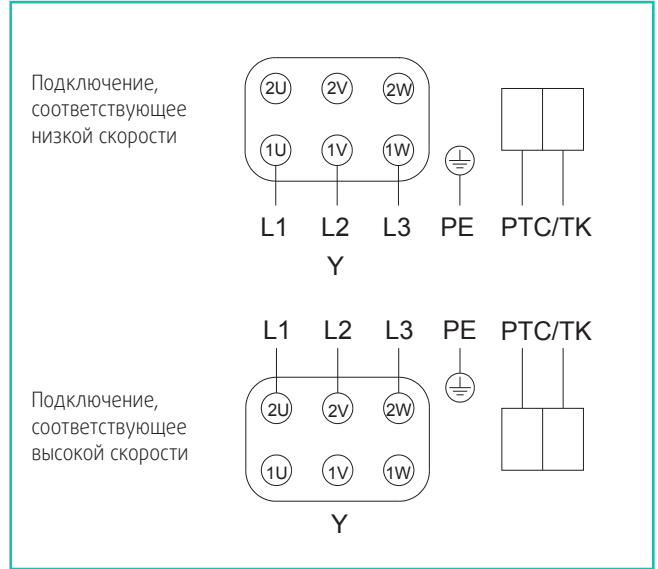 Подключение,
соответствующее
низкой скорости
2U 2V 2W
1U 1V 1W
L1 L2 L3 PE PTC/TK
Y
L1 L2 L3 PE PTC/TK
Подключение,
соответствующее
высокой скорости
2U 2V 2W
1U 1V 1W
Y